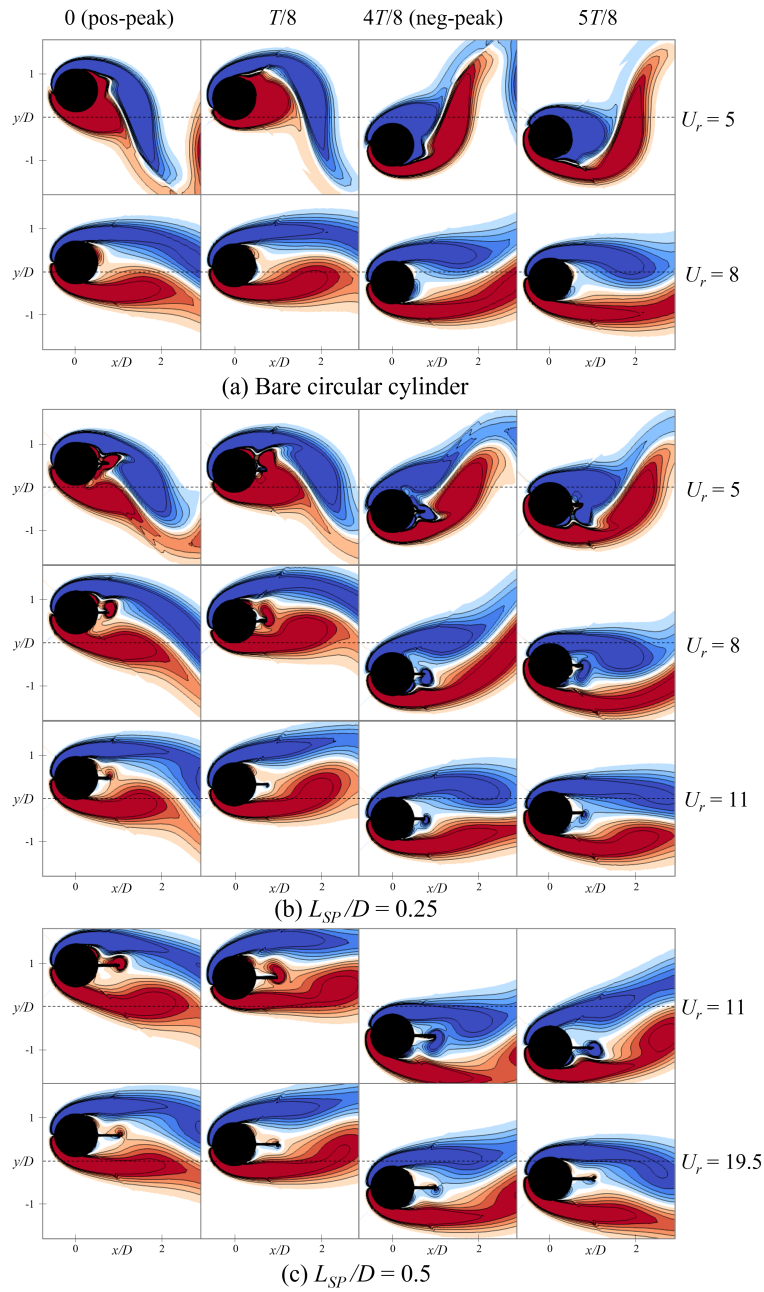 0 (pos-peak) T/8 4T/8 (neg-peak) 5T/8
1
y/D
-1
U_r = 5
1
y/D
-1
U_r = 8
0 x/D 2 0 x/D 2 0 x/D 2 0 x/D 2
(a) Bare circular cylinder
1
y/D
-1
U_r = 5
1
y/D
-1
U_r = 8
1
y/D
-1
U_r = 11
0 x/D 2 0 x/D 2 0 x/D 2 0 x/D 2
(b) L_SP/D = 0.25
1
y/D
-1
U_r = 11
1
y/D
-1
U_r = 19.5
0 x/D 2 0 x/D 2 0 x/D 2 0 x/D 2
(c) L_SP/D = 0.5